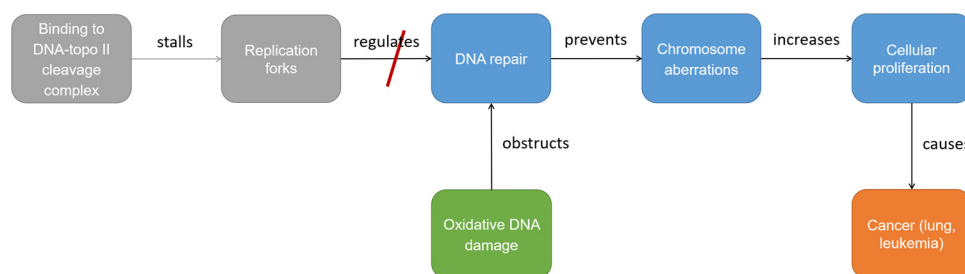 Binding to
DNA-topo II
cleavage
complex
stalls
Replication
forks
regulates
DNA repair
prevents
Chromosome
aberrations
increases
Cellular
proliferation
obstructs
causes
Oxidative DNA
damage
Cancer (lung,
leukemia)